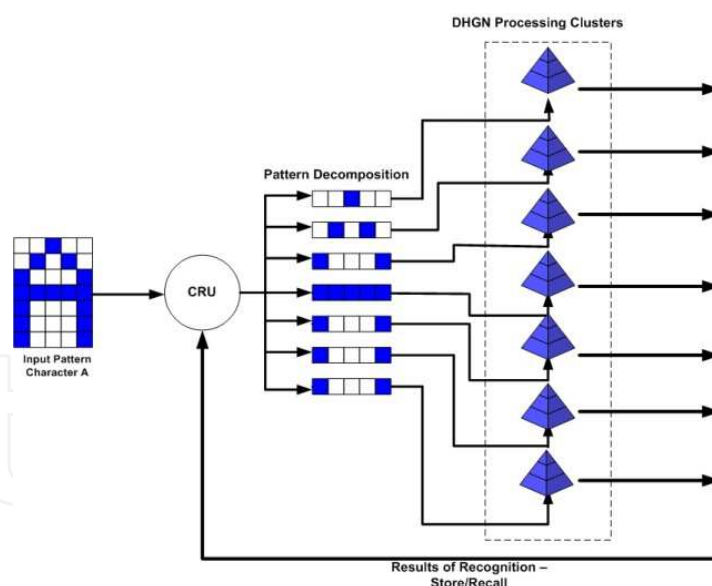 DHGN Processing Clusters
Pattern Decomposition
CRU
Input Pattern
Character A
Results of Recognition –
Store/Recall